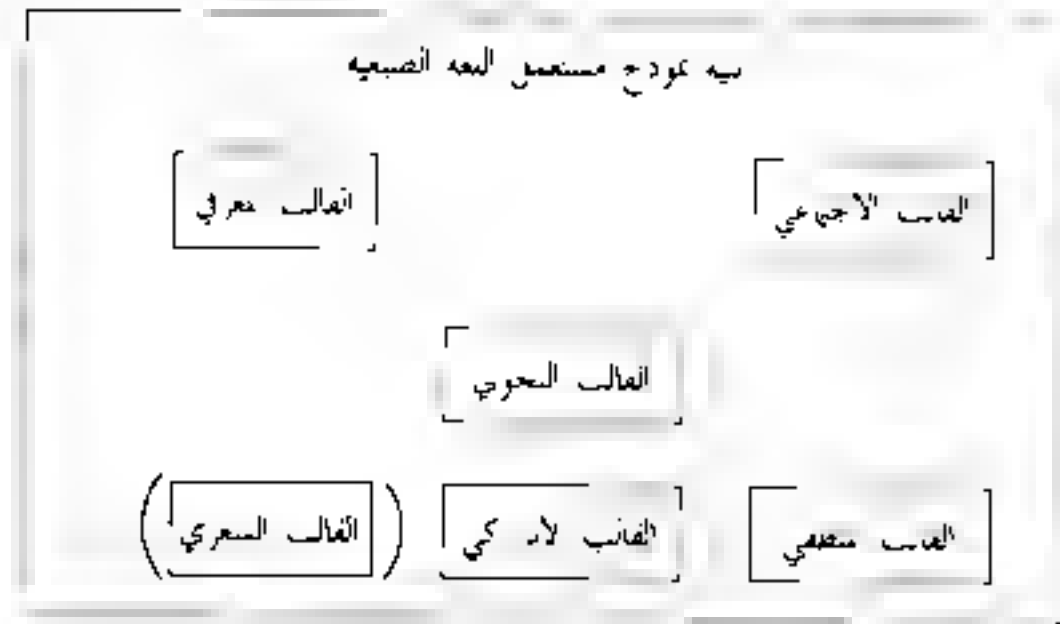 بنية نموذج مستعمل اللغة الطبيعية
القالب الاجتماعي القالب المعرفي
القالب النحوي
القالب المنطقي القالب الإدراكي (القالب الشعري)